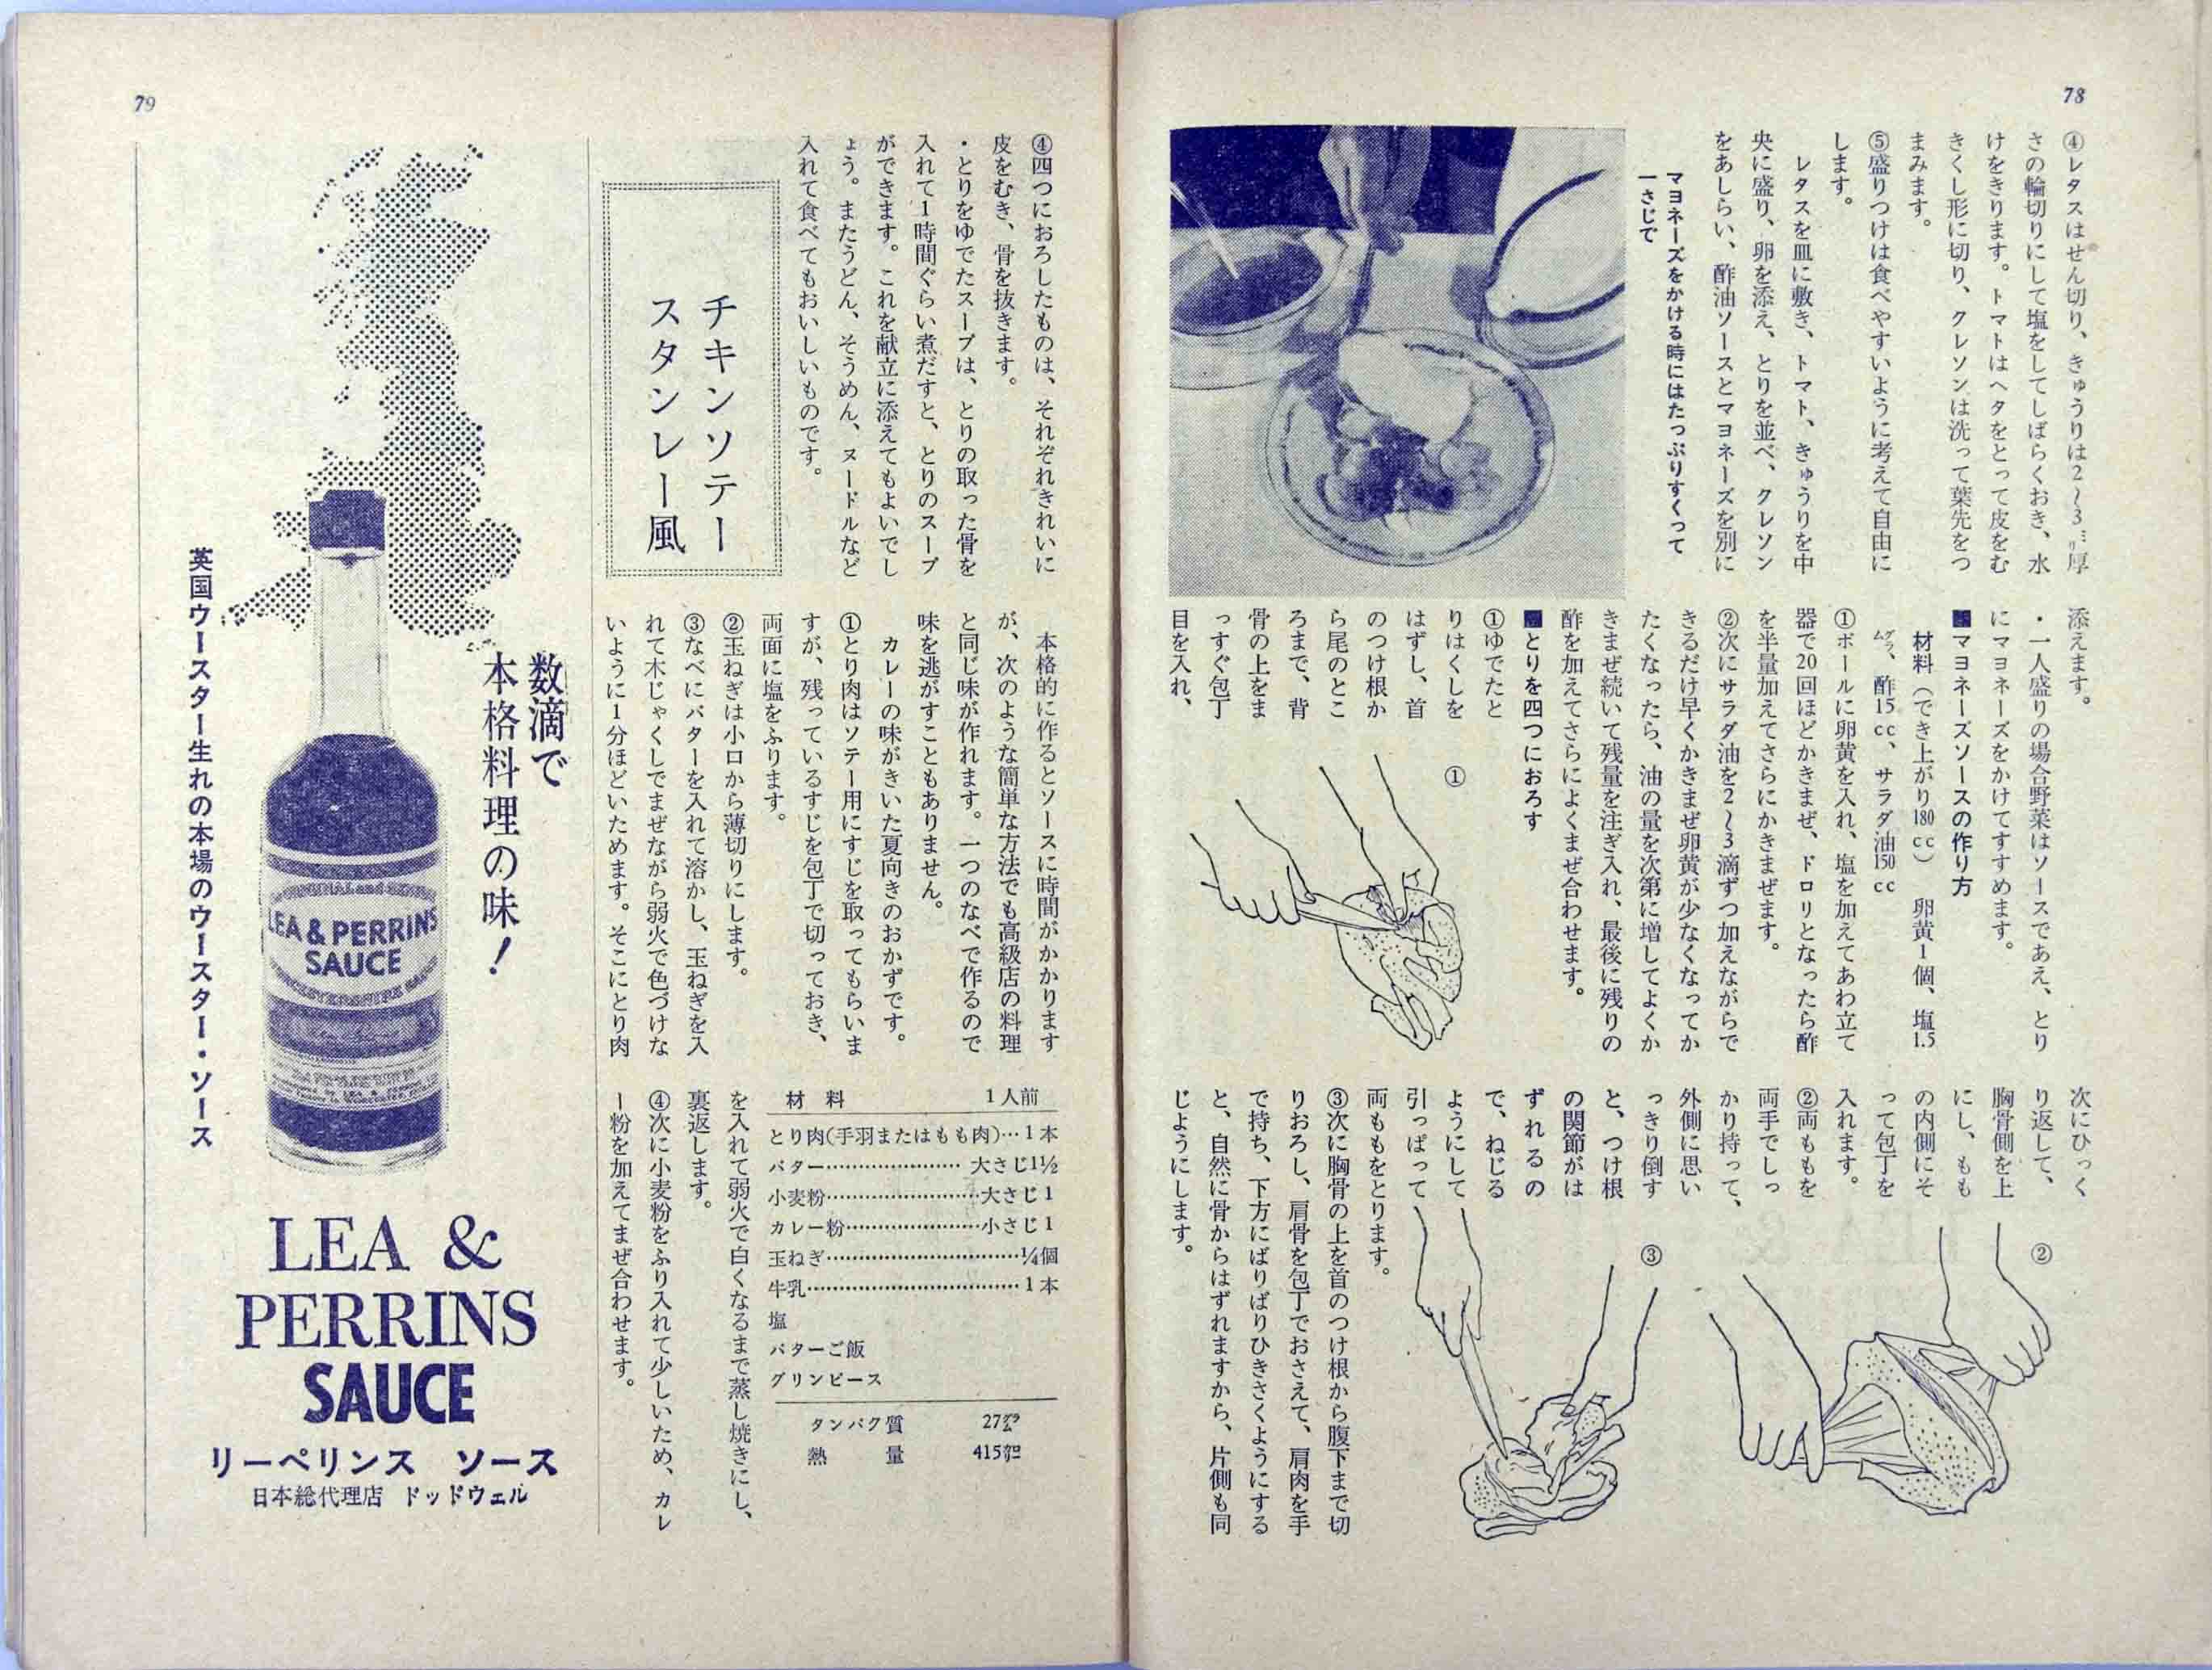 78
④レタスはせん切り、きゅうりは2〜3ミリ厚
さの輪切りにして塩をしてしばらくおき、水
けをきります。トマトはヘタをとって皮をむ
きくし形に切り、クレソンは洗って葉先をつ
まみます。
⑤盛りつけは食べやすいように考えて自由に
します。
レタスを皿に敷き、トマト、きゅうりを中
央に盛り、卵を添え、とりを並べ、クレソン
をあしらい、酢油ソースとマヨネーズを別に
マヨネーズをかける時にはたっぷりすくって
一さじで
添えます。
・一人盛りの場合野菜はソースであえ、とり
にマヨネーズをかけてすすめます。
■マヨネーズソースの作り方
材料（でき上がり180cc）　卵黄1個、塩1.5
グラム、酢15cc、サラダ油150cc
①ボールに卵黄を入れ、塩を加えてあわ立て
器で20回ほどかきまぜ、ドロリとなったら酢
を半量加えてさらにかきまぜます。
②次にサラダ油を2〜3滴ずつ加えながらで
きるだけ早くかきまぜ卵黄が少なくなってか
たくなったら、油の量を次第に増してよくか
きまぜ続いて残量を注ぎ入れ、最後に残りの
酢を加えてさらによくまぜ合わせます。
■とりを四つにおろす
①ゆでたと
りはくしを
はずし、首
のつけ根か
ら尾のとこ
ろまで、背
骨の上をま
っすぐ包丁
目を入れ、
①
次にひっく
り返して、
胸骨側を上
にし、もも
の内側にそ
って包丁を
入れます。
②両ももを
両手でしっ
かり持って、
外側に思い
っきり倒す
と、つけ根
の関節がは
ずれるの
で、ねじる
ようにして
引っぱって
両ももをとります。
③次に胸骨の上を首のつけ根から腹下まで切
りおろし、肩骨を包丁でおさえて、肩肉を手
で持ち、下方にばりばりひきさくようにする
と、自然に骨からはずれますから、片側も同
じようにします。
②
③
79
④四つにおろしたものは、それぞれきれいに
皮をむき、骨を抜きます。
・とりをゆでたスープは、とりの取った骨を
入れて1時間ぐらい煮だすと、とりのスープ
ができます。これを献立に添えてもよいでし
ょう。またうどん、そうめん、ヌードルなど
入れて食べてもおいしいものです。
チキンソテー
スタンレー風
本格的に作るとソースに時間がかかります
が、次のような簡単な方法でも高級店の料理
と同じ味が作れます。一つのなべで作るので
味を逃がすこともありません。
カレーの味がきいた夏向きのおかずです。
①とり肉はソテー用にすじを取ってもらいま
すが、残っているすじを包丁で切っておき、
両面に塩をふります。
②玉ねぎは小口から薄切りにします。
③なべにバターを入れて溶かし、玉ねぎを入
れて木じゃくしでまぜながら弱火で色づけな
いように1分ほどいためます。そこにとり肉
材料　1人前
とり肉(手羽またはもも肉)…1本
バター……………………大さじ1½
小麦粉……………………大さじ1
カレー粉…………………小さじ1
玉ねぎ……………………¼個
牛乳………………………1本
塩
バターご飯
グリンピース
タンパク質　27グラム
熱量　415カロリー
を入れて弱火で白くなるまで蒸し焼きにし、
裏返します。
④次に小麦粉をふり入れて少しいため、カレ
ー粉を加えてまぜ合わせます。
数滴で
本格料理の味！
英国ウースター生れの本場のウースター・ソース
LEA & PERRINS
SAUCE
LEA &
PERRINS
SAUCE
リーペリンス　ソース
日本総代理店　ドッドウェル